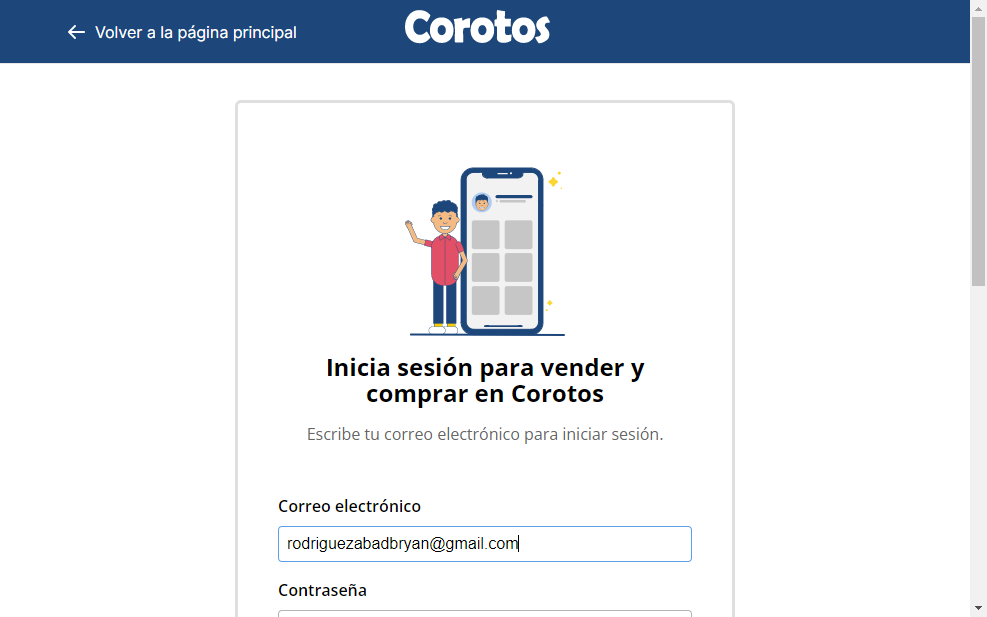 Volver a la página principal
Corotos
Inicia sesión para vender y
comprar en Corotos
Escribe tu correo electrónico para iniciar sesión.
Correo electrónico
rodriguezabadbryan@gmail.com
Contraseña